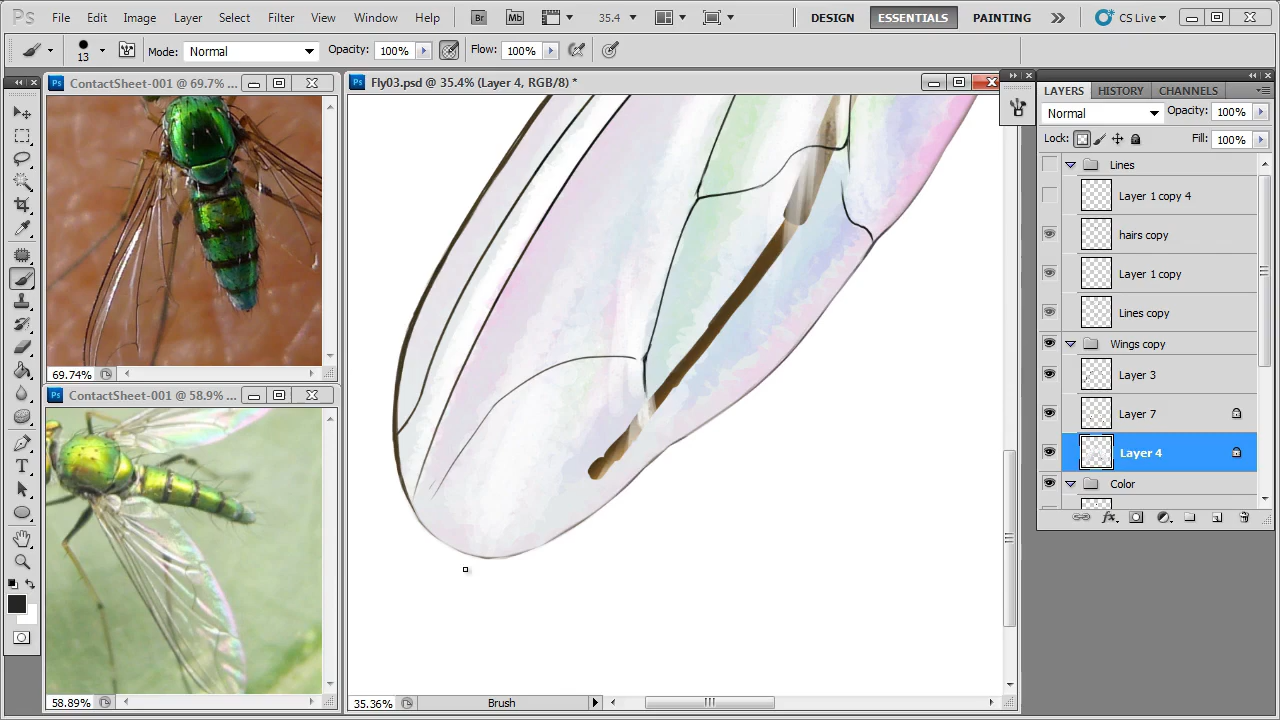 Ps File Edit Image Layer Select Filter View Window Help Br Mb 35.4 DESIGN ESSENTIALS PAINTING CS Live
13 Mode: Normal Opacity: 100% Flow: 100%
Ps ContactSheet-001 @ 69.7% ...
Ps Fly03.psd @ 35.4% (Layer 4, RGB/8) *
LAYERS HISTORY CHANNELS
Normal Opacity: 100%
Lock: Fill: 100%
Lines
Layer 1 copy 4
hairs copy
Layer 1 copy
Lines copy
Wings copy
Layer 3
Layer 7
Layer 4
Color
fx
69.74%
Ps ContactSheet-001 @ 58.9% ...
T
58.89%
35.36% Brush